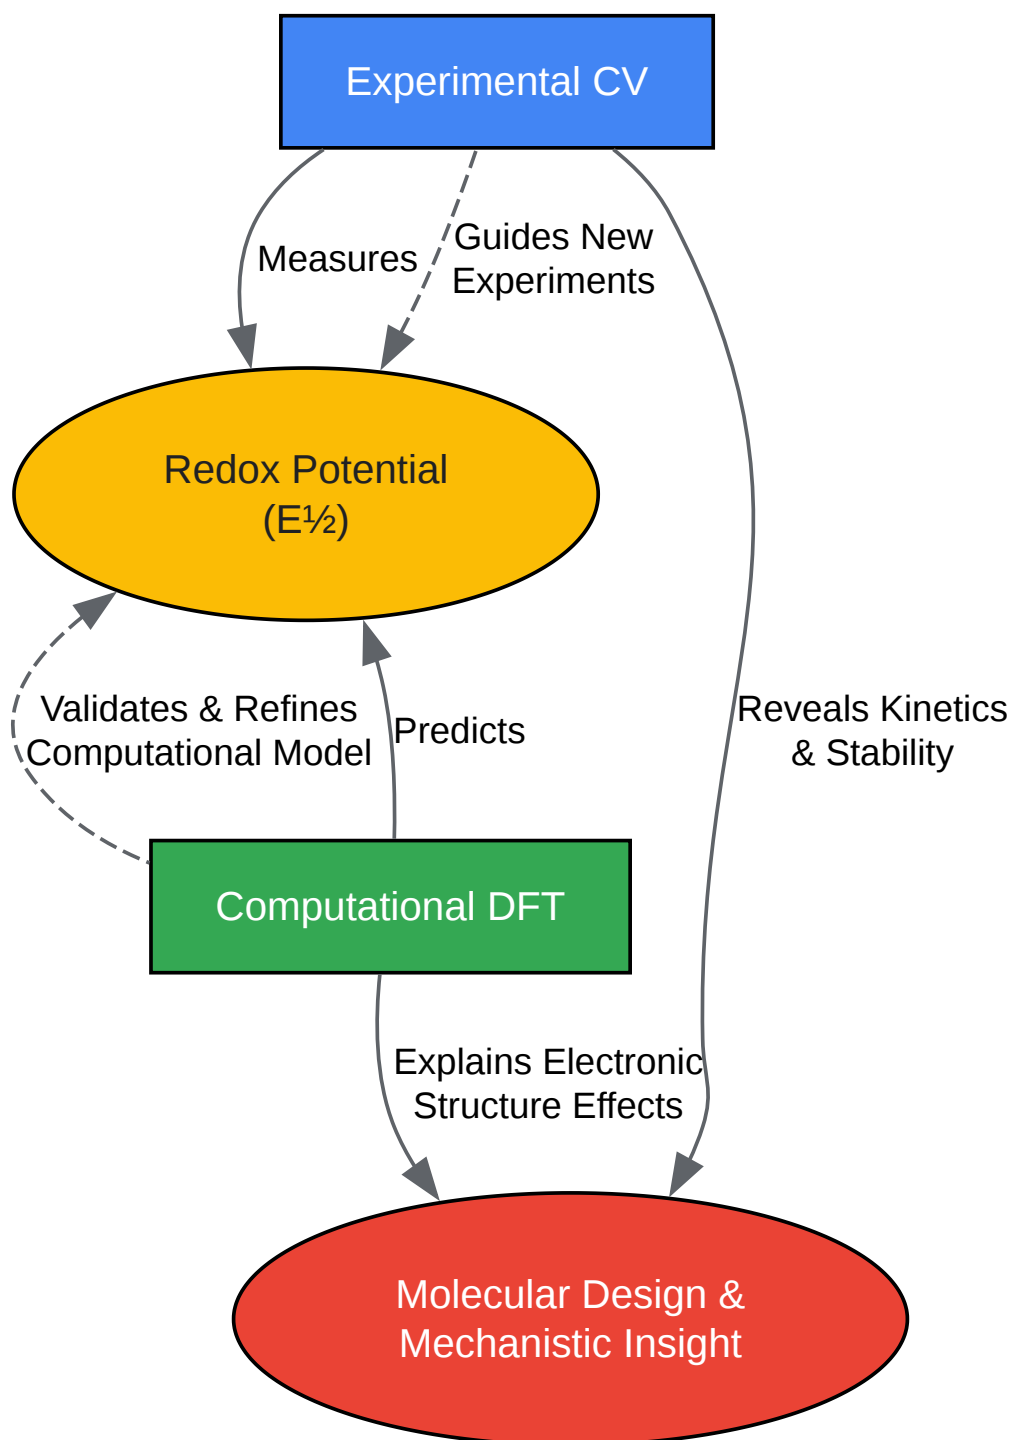 Experimental CV
Measures
Guides New
Experiments
Redox Potential
(E½)
Validates & Refines
Computational Model
Predicts
Reveals Kinetics
& Stability
Computational DFT
Explains Electronic
Structure Effects
Molecular Design &
Mechanistic Insight